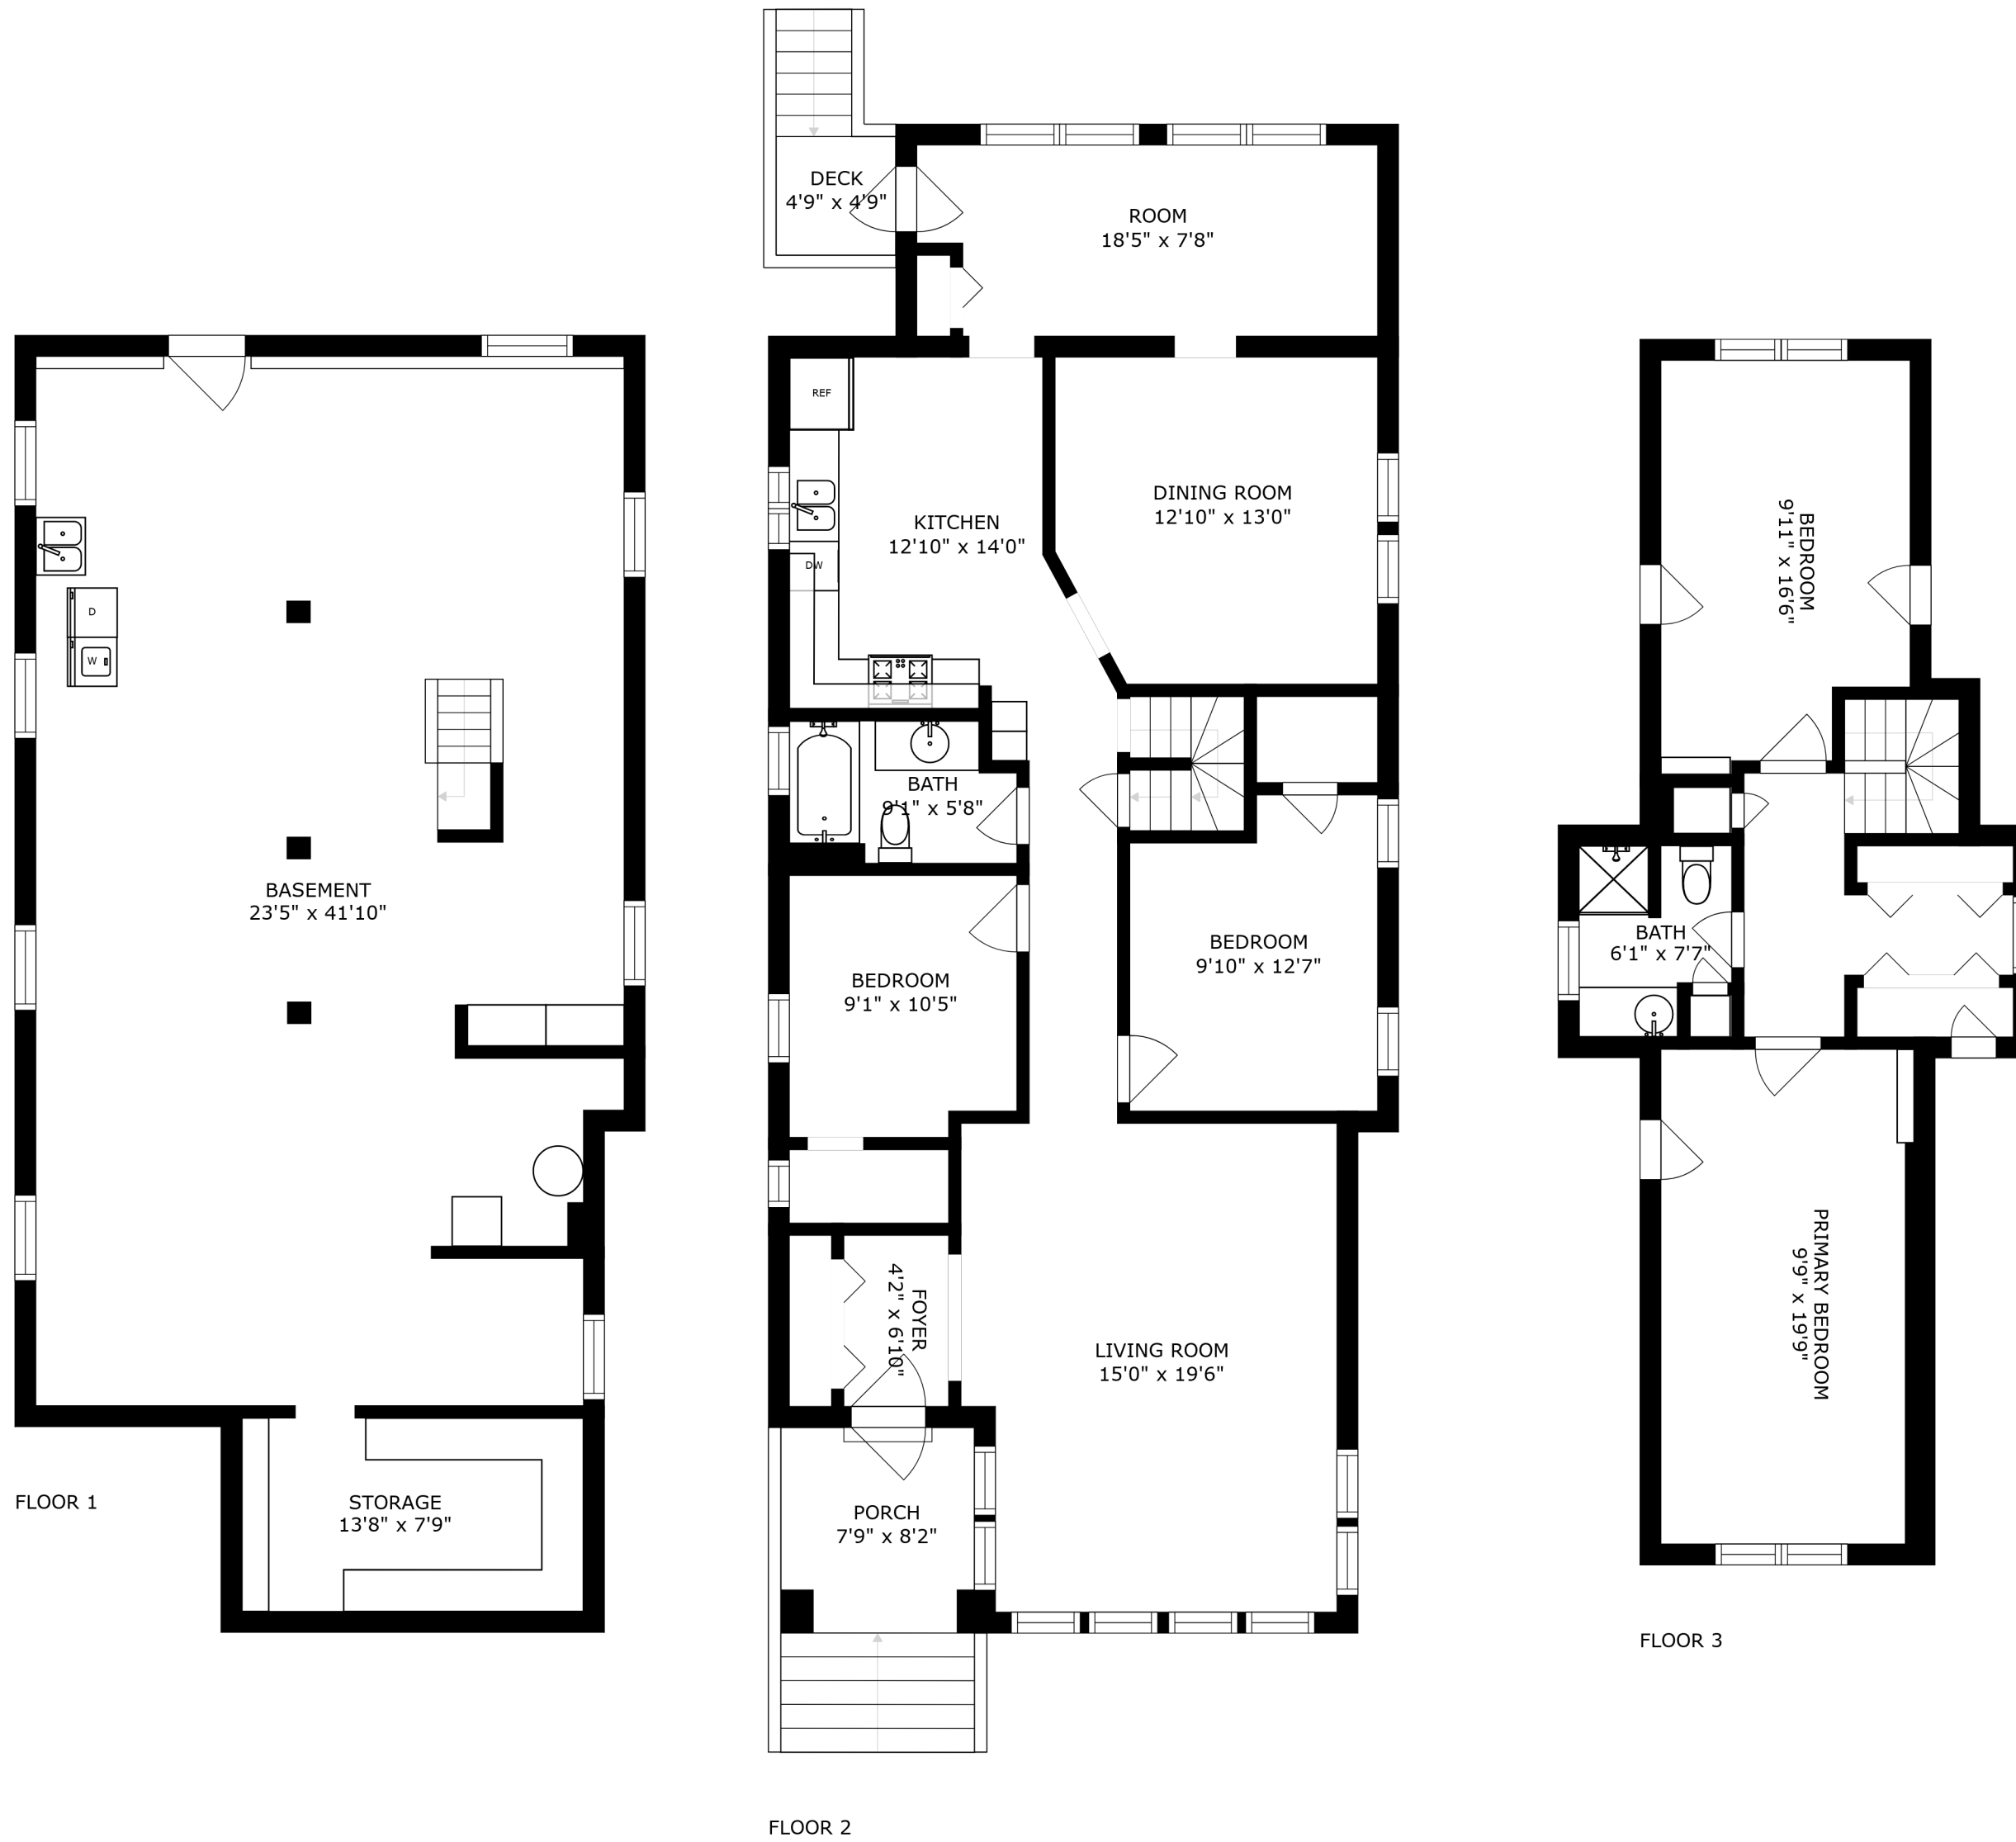 D
W
BASEMENT
23'5" x 41'10"
STORAGE
13'8" x 7'9"
FLOOR 1
DECK
4'9" x 4'9"
ROOM
18'5" x 7'8"
REF
KITCHEN
12'10" x 14'0"
DW
DINING ROOM
12'10" x 13'0"
BATH
9'1" x 5'8"
BEDROOM
9'1" x 10'5"
BEDROOM
9'10" x 12'7"
FOYER
4'2" x 6'10"
LIVING ROOM
15'0" x 19'6"
PORCH
7'9" x 8'2"
FLOOR 2
BEDROOM
9'11" x 16'6"
BATH
6'1" x 7'7"
PRIMARY BEDROOM
9'9" x 19'9"
FLOOR 3